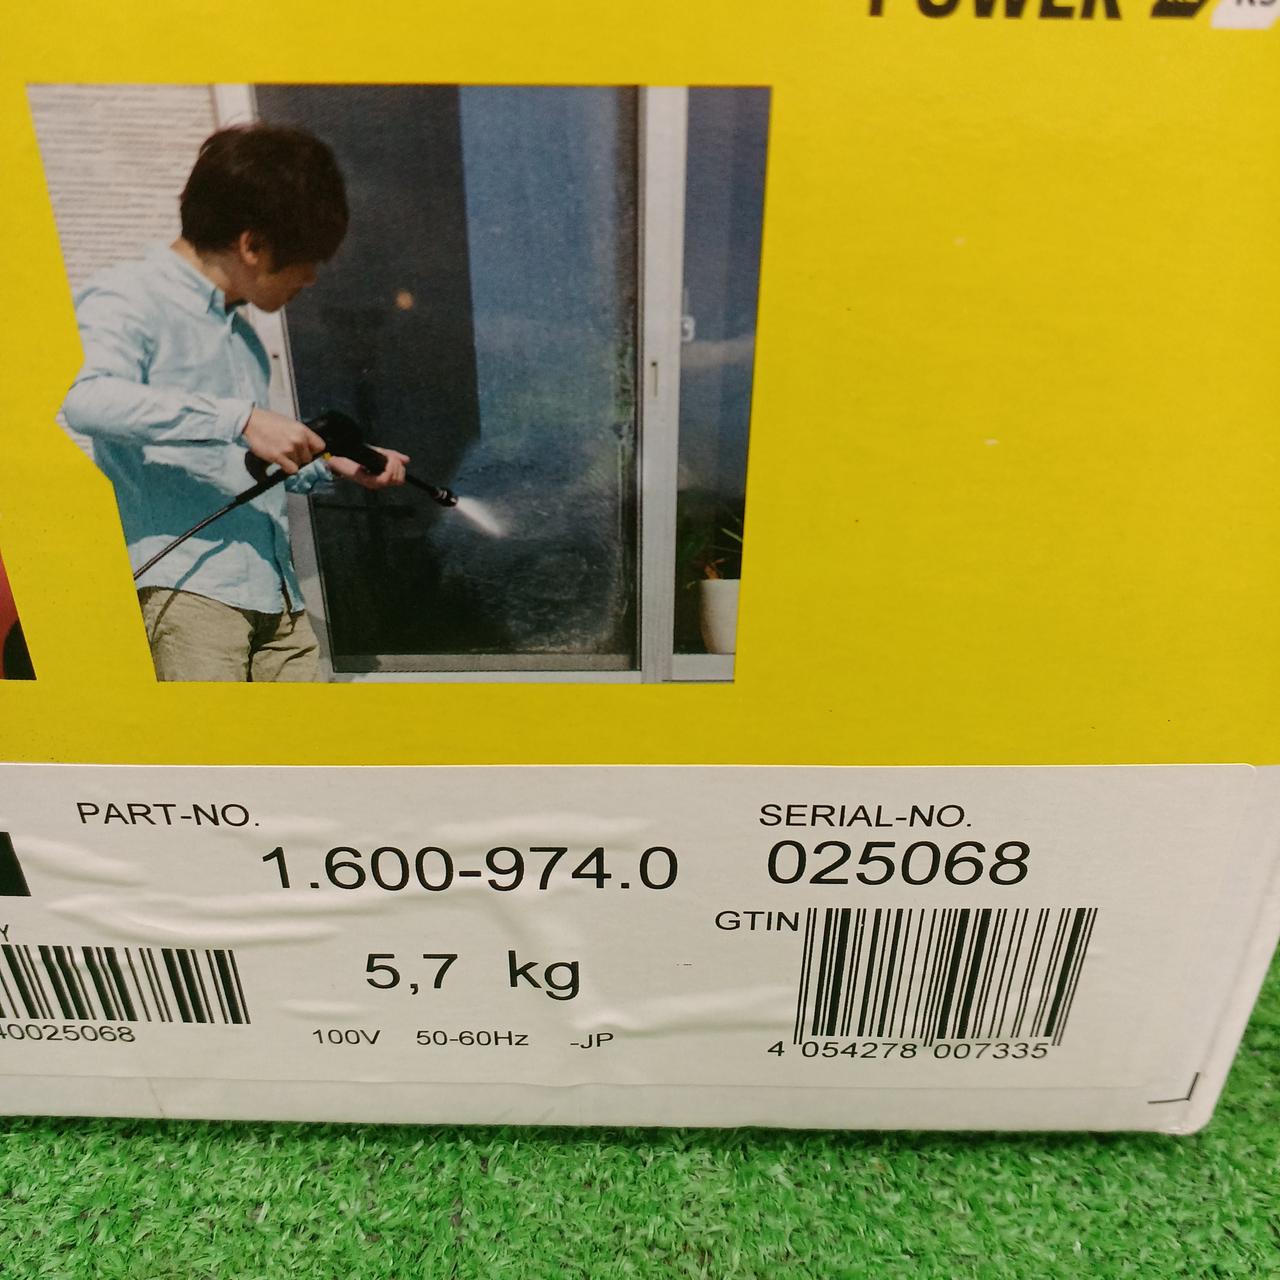 POWER
PART-NO.
1.600-974.0
SERIAL-NO.
025068
GTIN
5,7 kg
40025068
100V 50-60Hz -JP
4 054278 007335